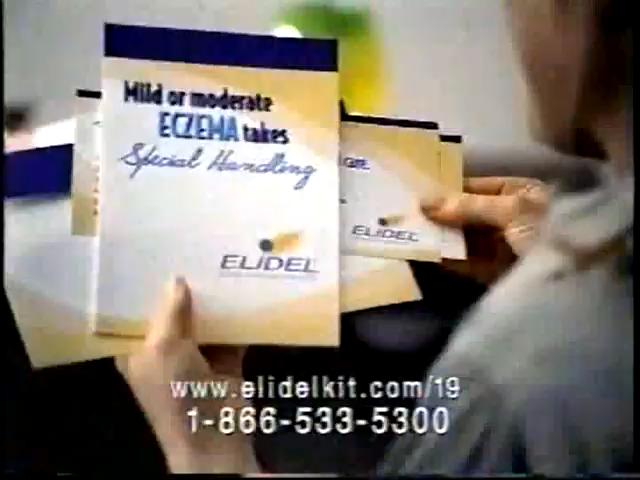 Mild or moderate
ECZEMA takes
Special Handling
ELIDEL
ELIDEL
www.elidelkit.com/19
1-866-533-5300